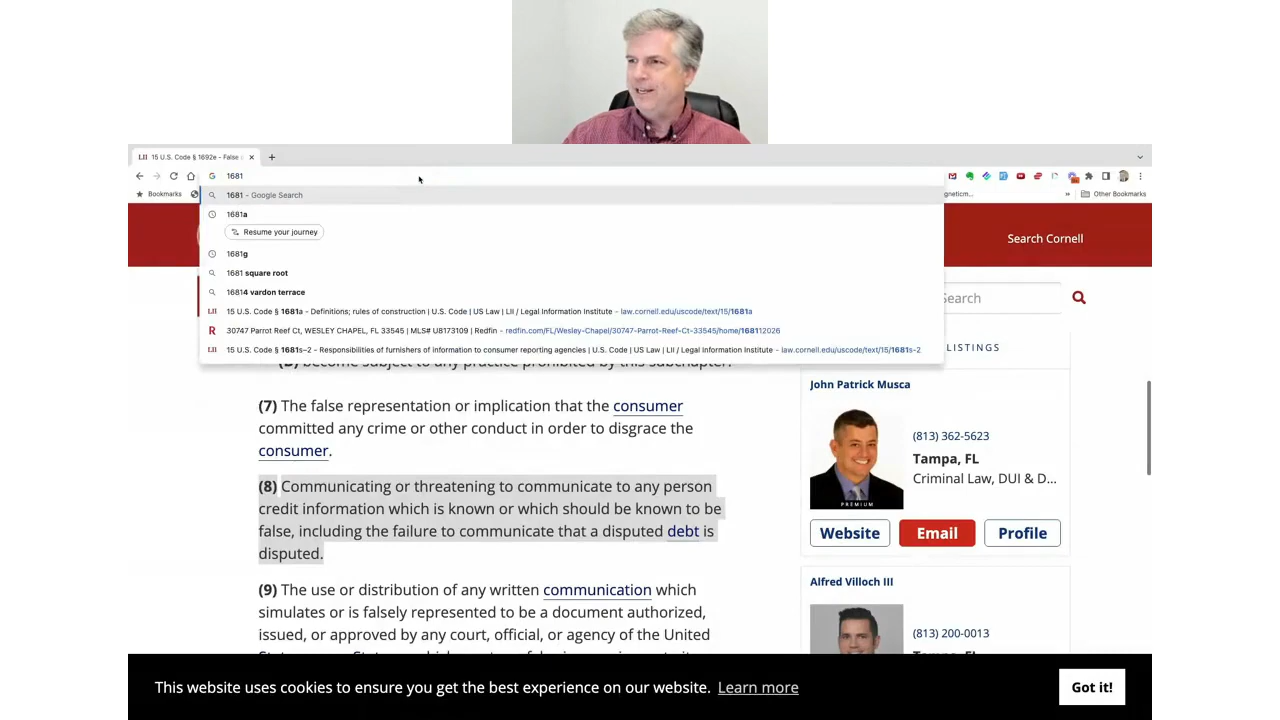 LII 15 U.S. Code § 1692e - False
1681
Bookmarks
Other Bookmarks
1681 - Google Search
1681a
Resume your journey
1681g
1681 square root
16814 vardon terrace
15 U.S. Code § 1681a - Definitions; rules of construction | U.S. Code | US Law | LII / Legal Information Institute - law.cornell.edu/uscode/text/15/1681a
R 30747 Parrot Reef Ct, WESLEY CHAPEL, FL 33545 | MLS# U8173109 | Redfin - redfin.com/FL/Wesley-Chapel/30747-Parrot-Reef-Ct-33545/home/168112026
LII 15 U.S. Code § 1681s–2 - Responsibilities of furnishers of information to consumer reporting agencies | U.S. Code | US Law | LII / Legal Information Institute - law.cornell.edu/uscode/text/15/1681s-2
Search Cornell
Search
LISTINGS
(7) The false representation or implication that the consumer
committed any crime or other conduct in order to disgrace the
consumer.
(8) Communicating or threatening to communicate to any person
credit information which is known or which should be known to be
false, including the failure to communicate that a disputed debt is
disputed.
(9) The use or distribution of any written communication which
simulates or is falsely represented to be a document authorized,
issued, or approved by any court, official, or agency of the United
John Patrick Musca
(813) 362-5623
Tampa, FL
Criminal Law, DUI & D...
PREMIUM
Website
Email
Profile
Alfred Villoch III
(813) 200-0013
This website uses cookies to ensure you get the best experience on our website. Learn more
Got it!